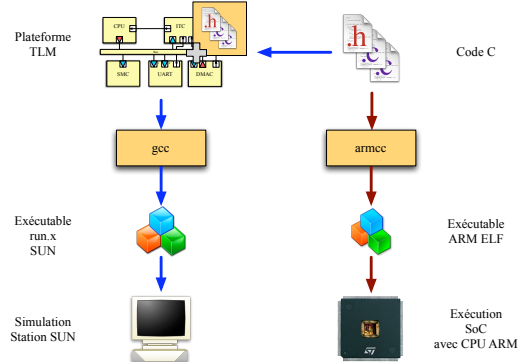 Plateforme
TLM
CPU
ITC
SMC
UART
DMAC
.h
.c
.c
.h
.c
.c
Code C
gcc
armcc
Exécutable
run.x
SUN
Exécutable
ARM ELF
Simulation
Station SUN
Exécution
SoC
avec CPU ARM